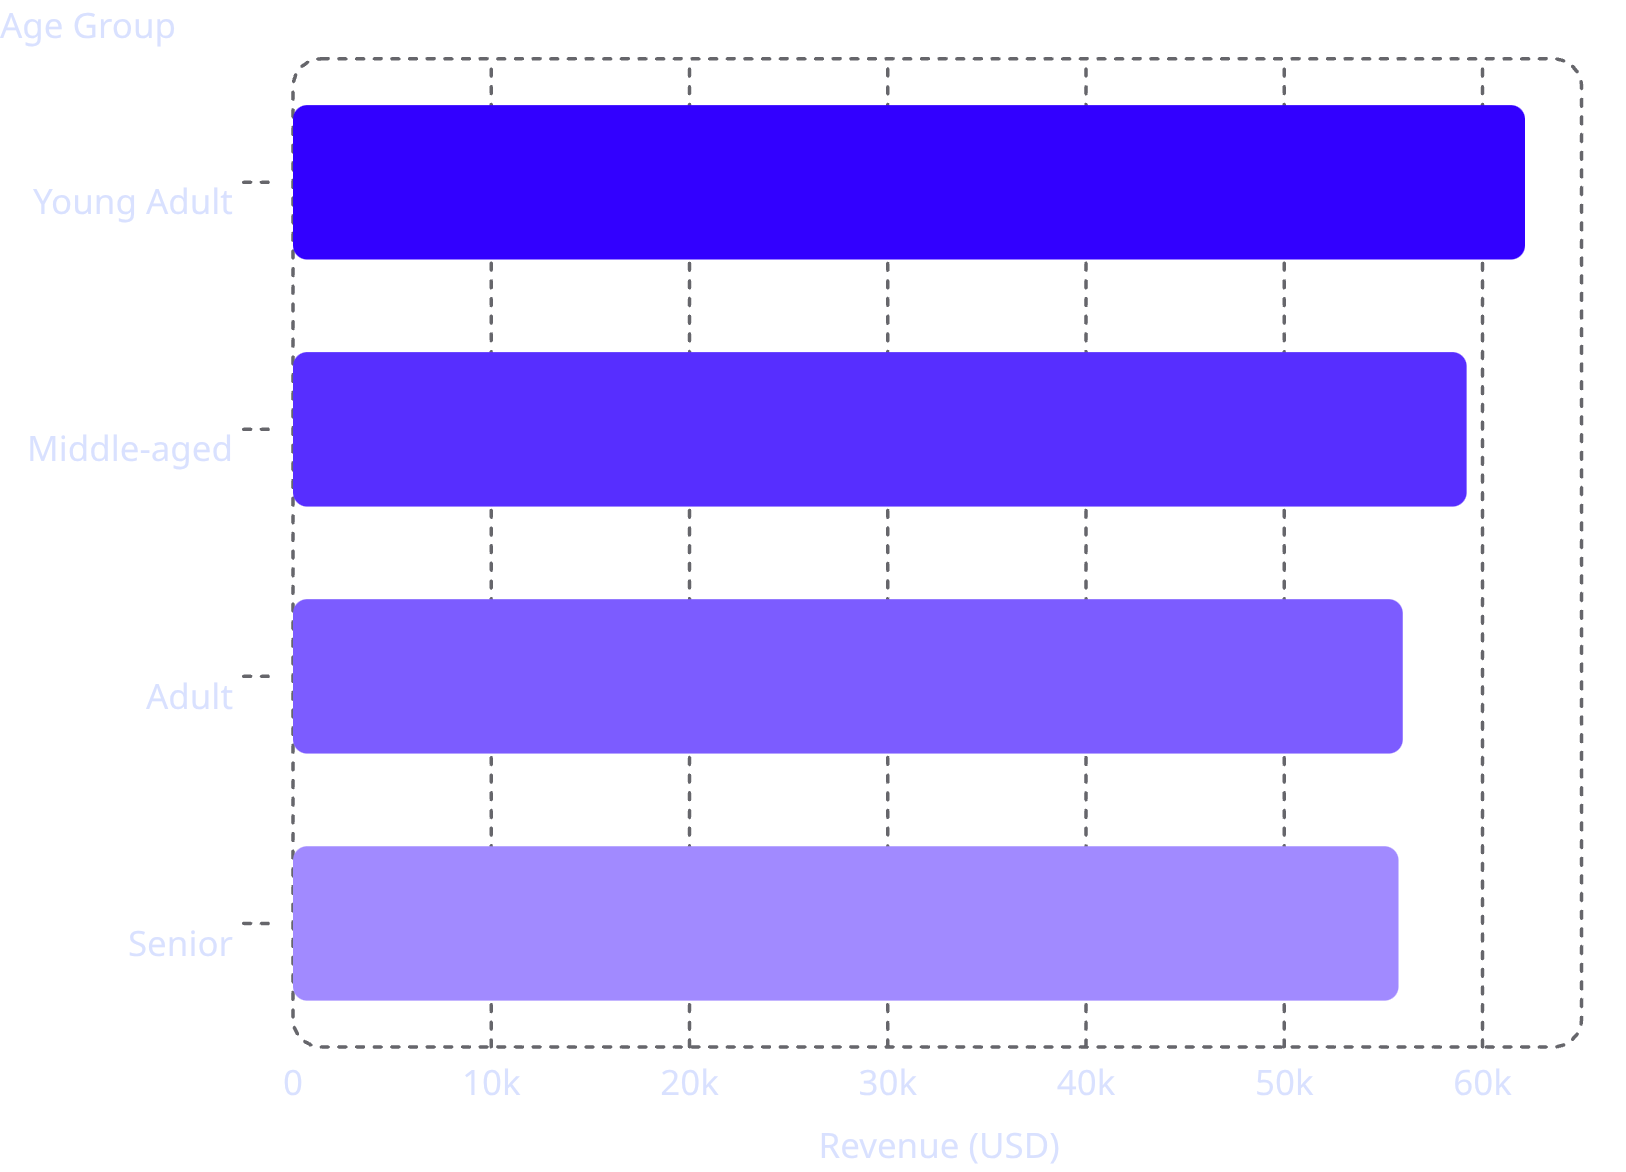 Age Group
Young Adult
Middle-aged
Adult
Senior
0 10k 20k 30k 40k 50k 60k
Revenue (USD)